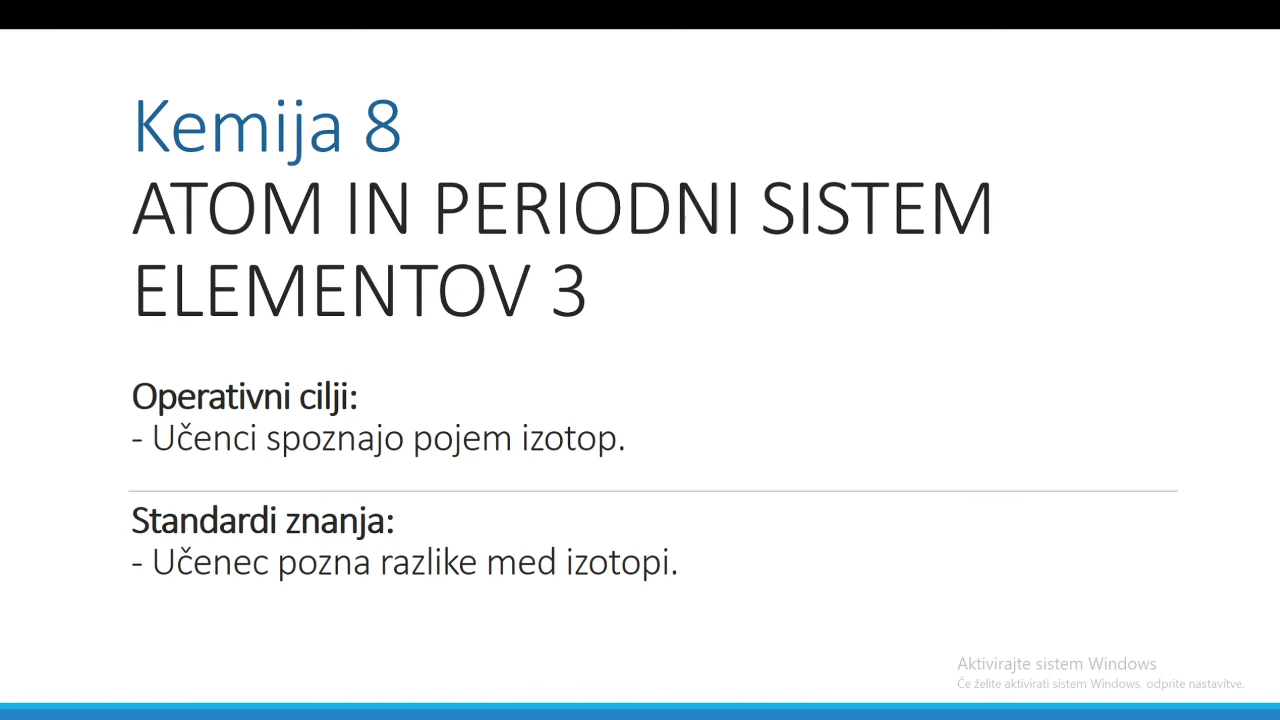 Kemija 8
ATOM IN PERIODNI SISTEM
ELEMENTOV 3
Operativni cilji:
- Učenci spoznajo pojem izotop.
Standardi znanja:
- Učenec pozna razlike med izotopi.
Aktivirajte sistem Windows
Če želite aktivirati sistem Windows, odprite nastavitve.